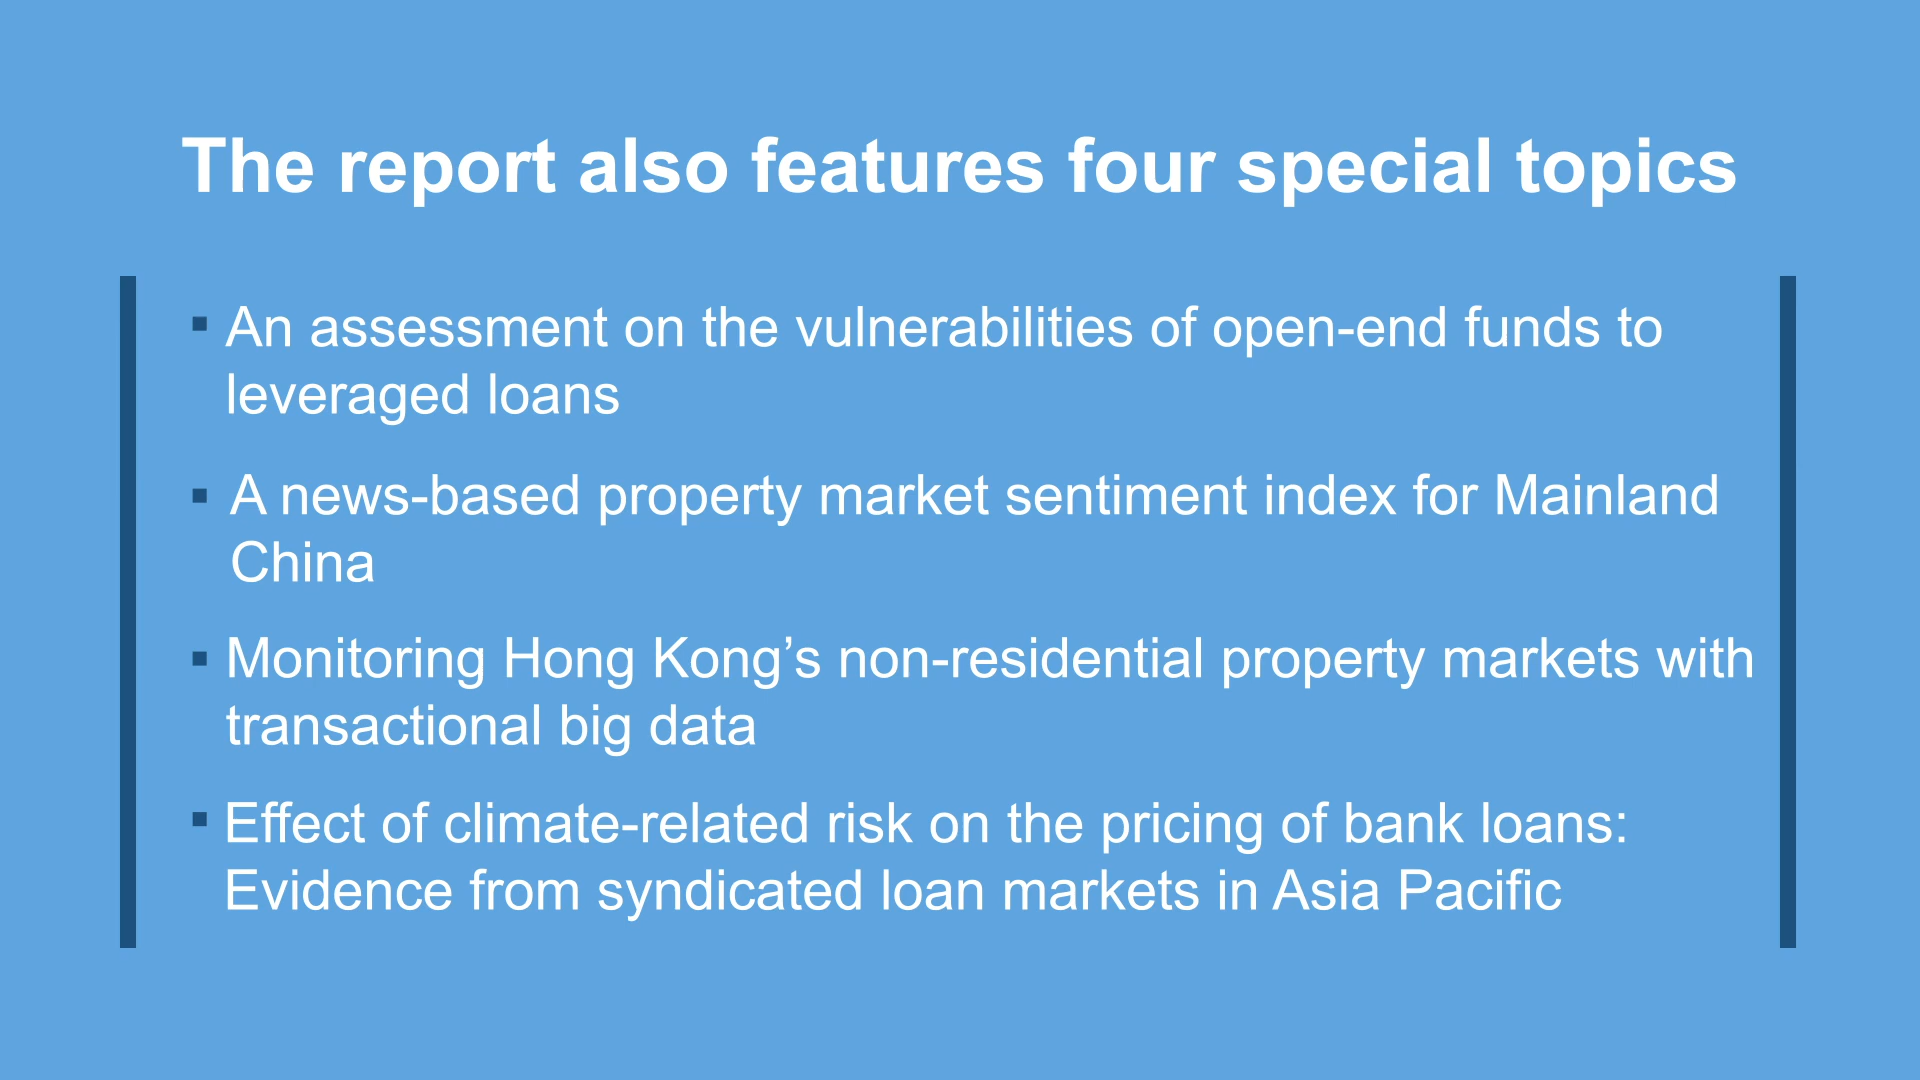 The report also features four special topics
▪ An assessment on the vulnerabilities of open-end funds to
leveraged loans
▪ A news-based property market sentiment index for Mainland
China
▪ Monitoring Hong Kong’s non-residential property markets with
transactional big data
▪ Effect of climate-related risk on the pricing of bank loans:
Evidence from syndicated loan markets in Asia Pacific